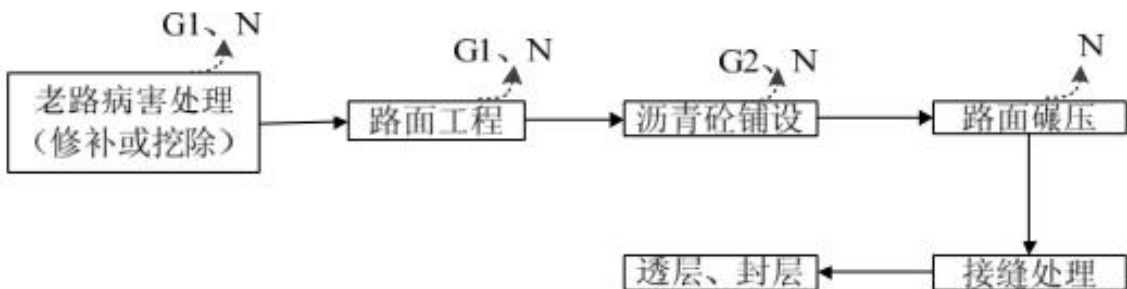 G1、N
老路病害处理
（修补或挖除）
G1、N
路面工程
G2、N
沥青砼铺设
N
路面碾压
接缝处理
透层、封层